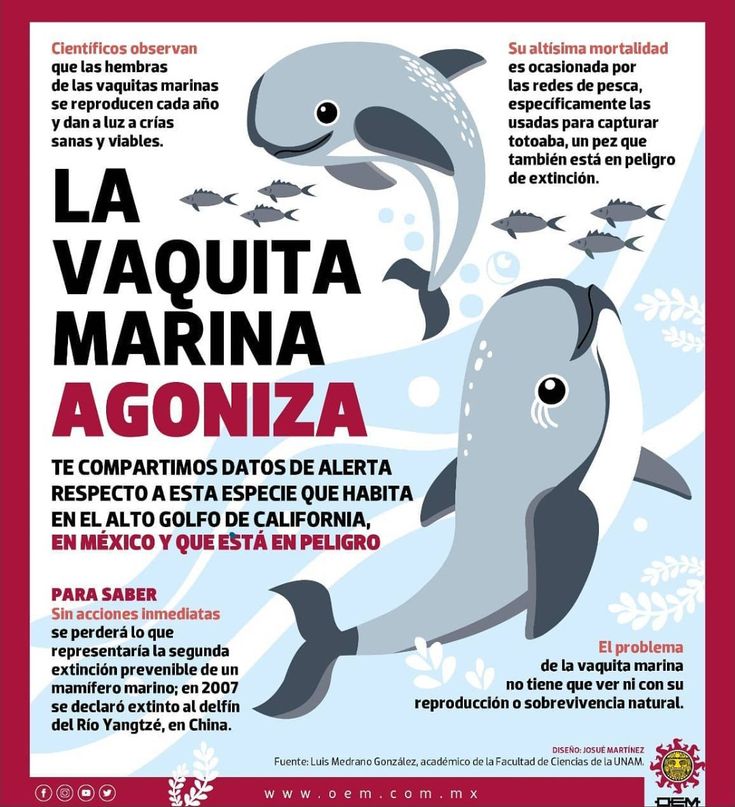 Científicos observan
que las hembras
de las vaquitas marinas
se reproducen cada año
y dan a luz a crías
sanas y viables.
Su altísima mortalidad
es ocasionada por
las redes de pesca,
específicamente las
usadas para capturar
totoaba, un pez que
también está en peligro
de extinción.
LA
VAQUITA
MARINA
AGONIZA
TE COMPARTIMOS DATOS DE ALERTA
RESPECTO A ESTA ESPECIE QUE HABITA
EN EL ALTO GOLFO DE CALIFORNIA,
EN MÉXICO Y QUE ESTÁ EN PELIGRO
PARA SABER
Sin acciones inmediatas
se perderá lo que
representaría la segunda
extinción prevenible de un
mamífero marino; en 2007
se declaró extinto al delfín
del Río Yangtzé, en China.
El problema
de la vaquita marina
no tiene que ver ni con su
reproducción o sobrevivencia natural.
DISEÑO: JOSUÉ MARTÍNEZ
Fuente: Luis Medrano González, académico de la Facultad de Ciencias de la UNAM.
www.oem.com.mx
OEM